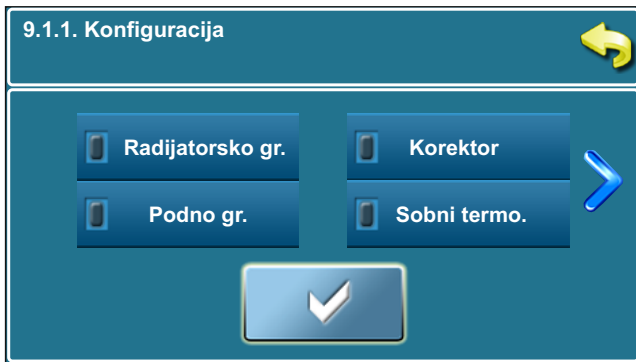 9.1.1. Konfiguracija
Radijatorsko gr.
Korektor
Podno gr.
Sobni termo.